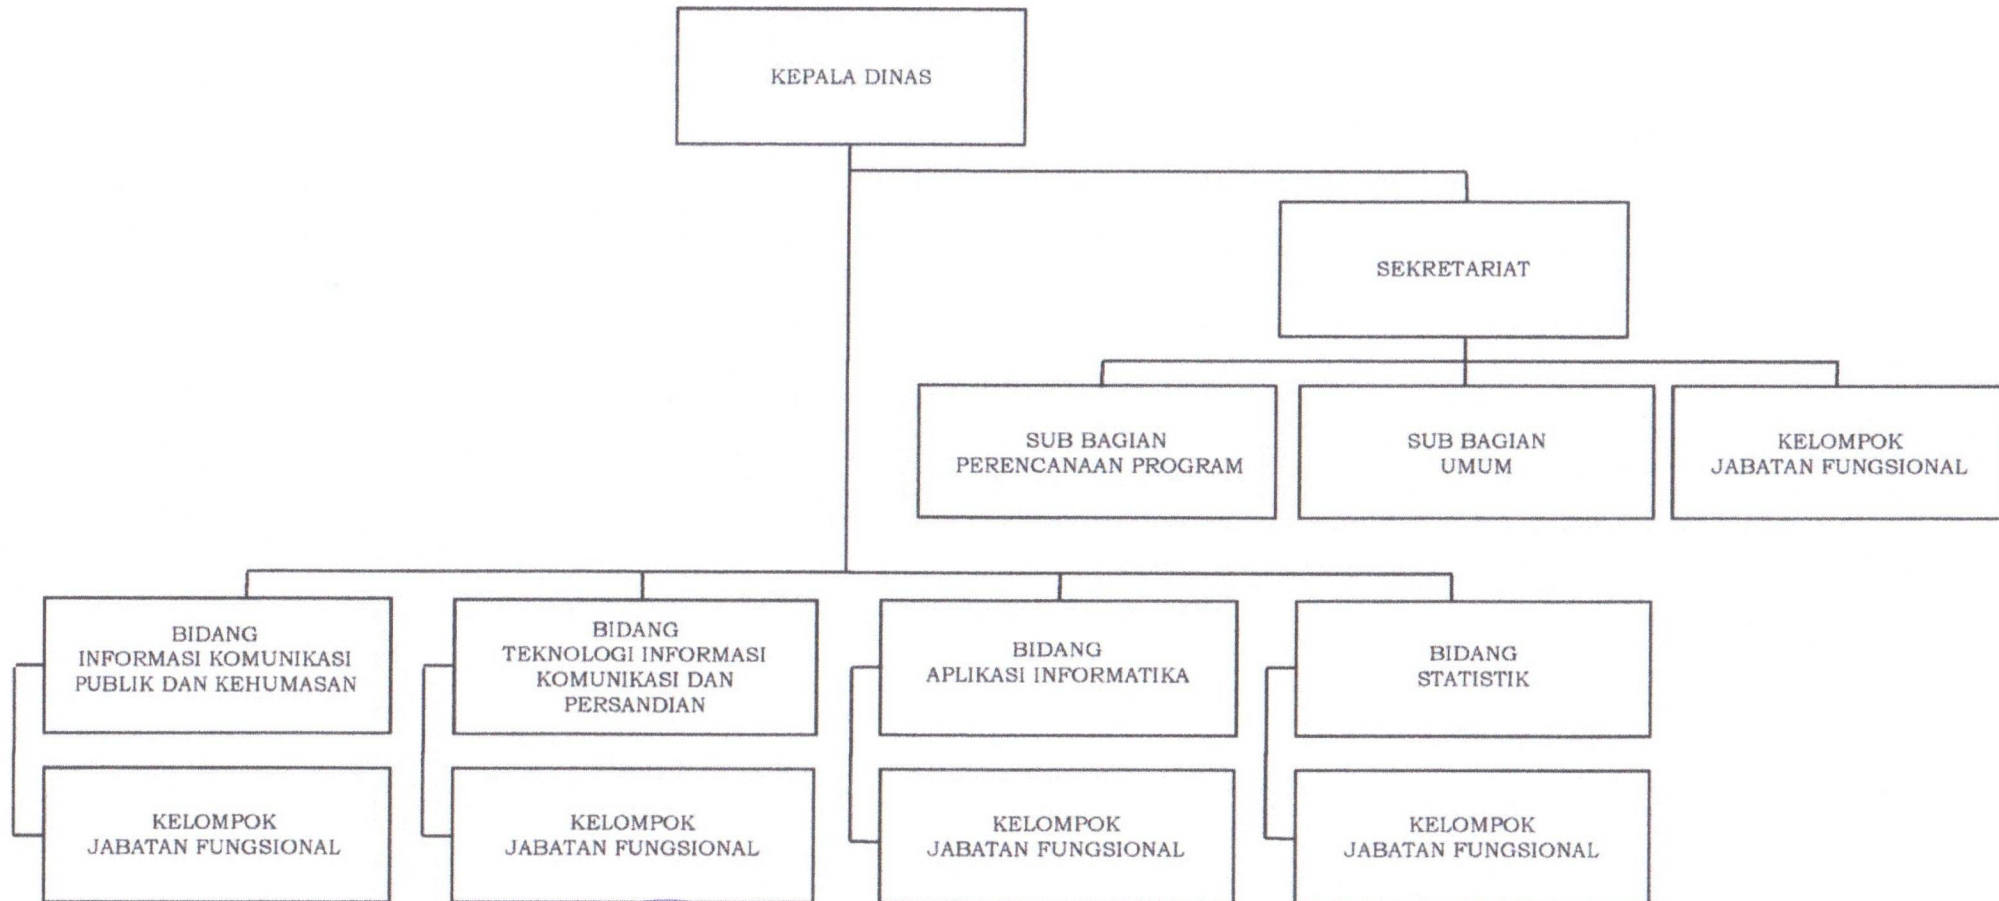 KEPALA DINAS
SEKRETARIAT
SUB BAGIAN
PERENCANAAN PROGRAM
SUB BAGIAN
UMUM
KELOMPOK
JABATAN FUNGSIONAL
BIDANG
INFORMASI KOMUNIKASI
PUBLIK DAN KEHUMASAN
BIDANG
TEKNOLOGI INFORMASI
KOMUNIKASI DAN
PERSANDIAN
BIDANG
APLIKASI INFORMATIKA
BIDANG
STATISTIK
KELOMPOK
JABATAN FUNGSIONAL
KELOMPOK
JABATAN FUNGSIONAL
KELOMPOK
JABATAN FUNGSIONAL
KELOMPOK
JABATAN FUNGSIONAL